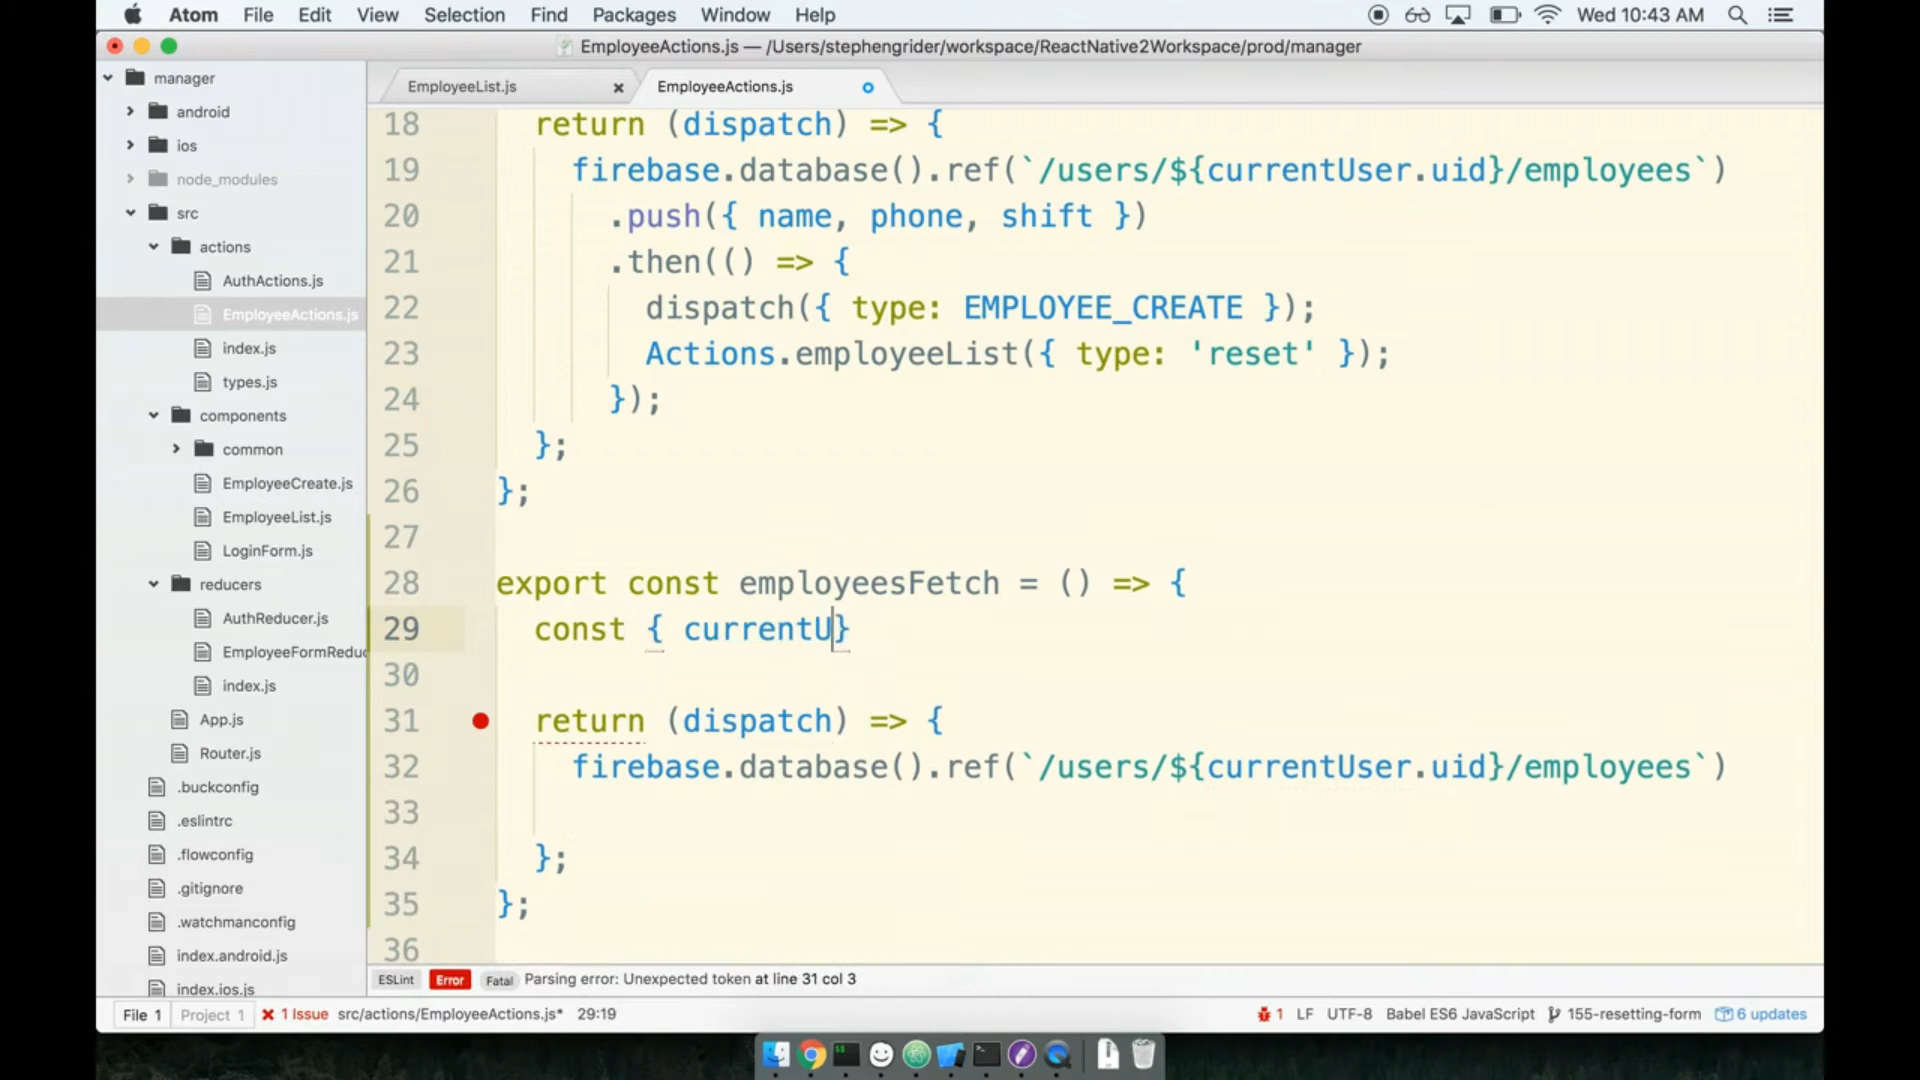 Atom File Edit View Selection Find Packages Window Help Wed 10:43 AM
EmployeeActions.js — /Users/stephengrider/workspace/ReactNative2Workspace/prod/manager
manager
android
ios
node_modules
src
actions
AuthActions.js
EmployeeActions.js
index.js
types.js
components
common
EmployeeCreate.js
EmployeeList.js
LoginForm.js
reducers
AuthReducer.js
EmployeeFormReduc
index.js
App.js
Router.js
.buckconfig
.eslintrc
.flowconfig
.gitignore
.watchmanconfig
index.android.js
index.ios.js
EmployeeList.js EmployeeActions.js
18 return (dispatch) => {
19 firebase.database().ref(`/users/${currentUser.uid}/employees`)
20 .push({ name, phone, shift })
21 .then(() => {
22 dispatch({ type: EMPLOYEE_CREATE });
23 Actions.employeeList({ type: 'reset' });
24 });
25 };
26 };
27
28 export const employeesFetch = () => {
29 const { currentU}
30
31 return (dispatch) => {
32 firebase.database().ref(`/users/${currentUser.uid}/employees`)
33
34 };
35 };
36
ESLint Error Fatal Parsing error: Unexpected token at line 31 col 3
File 1 Project 1 1 Issue src/actions/EmployeeActions.js* 29:19 1 LF UTF-8 Babel ES6 JavaScript 155-resetting-form 6 updates